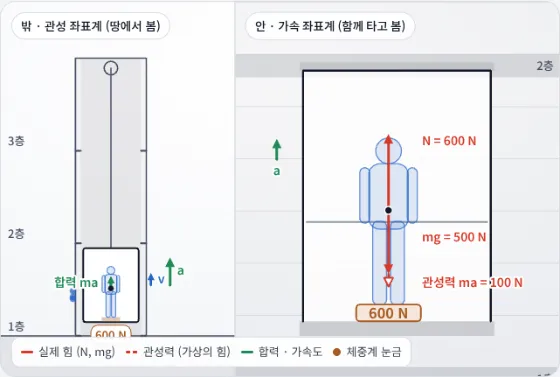 밖 · 관성 좌표계 (땅에서 봄)
안 · 가속 좌표계 (함께 타고 봄)
2층
N = 600 N
a
3층
mg = 500 N
2층
합력 ma
v
a
관성력 ma = 100 N
600 N
1층
600 N
실제 힘 (N, mg)
관성력 (가상의 힘)
합력 · 가속도
체중계 눈금